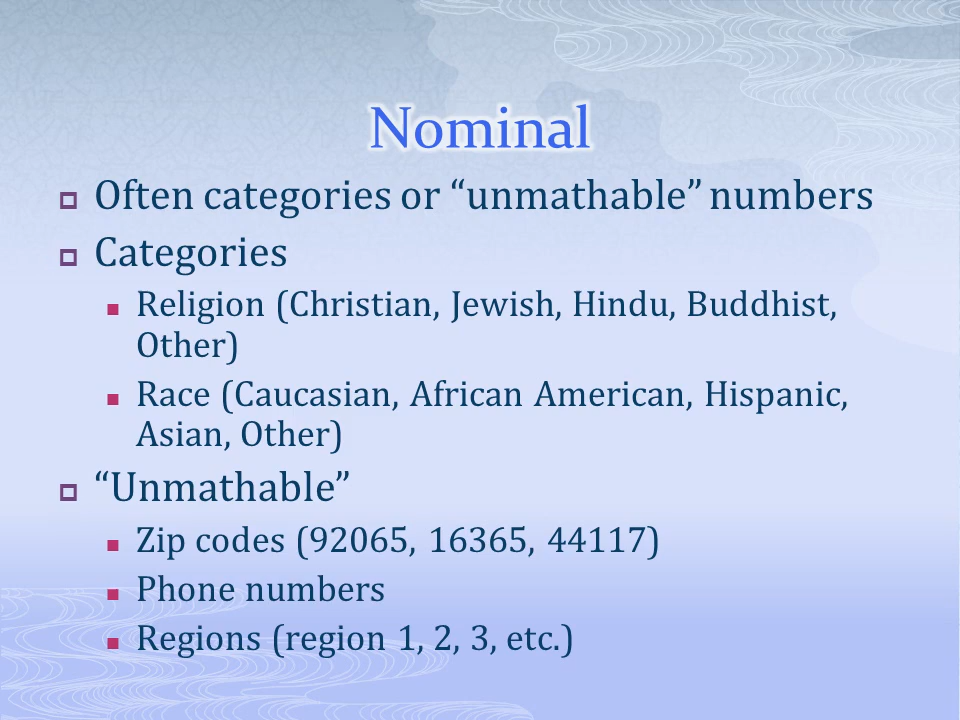 Nominal
Often categories or “unmathable” numbers
Categories
Religion (Christian, Jewish, Hindu, Buddhist,
Other)
Race (Caucasian, African American, Hispanic,
Asian, Other)
“Unmathable”
Zip codes (92065, 16365, 44117)
Phone numbers
Regions (region 1, 2, 3, etc.)